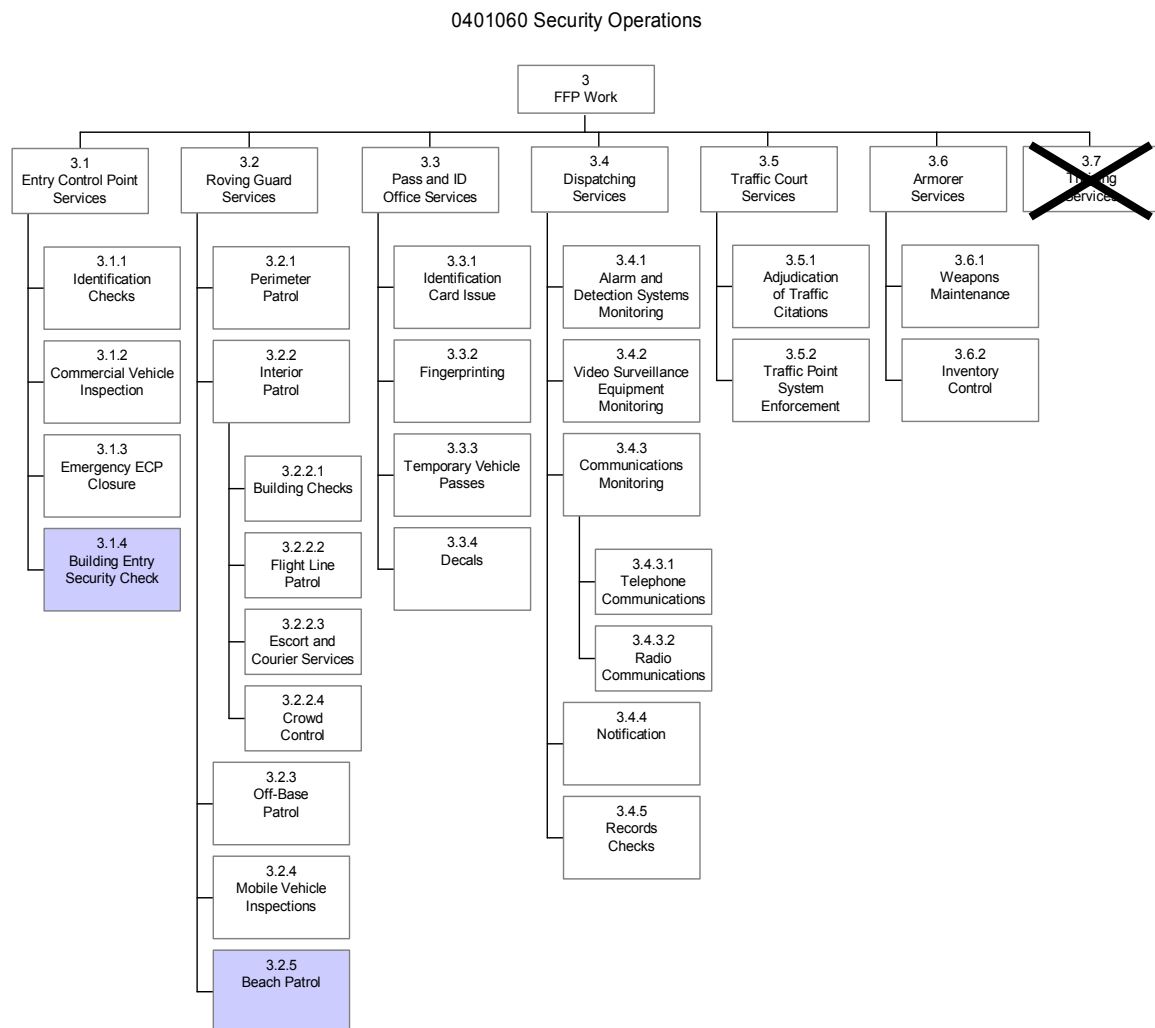 0401060 Security Operations
3
FFP Work
3.1
Entry Control Point
Services
3.2
Roving Guard
Services
3.3
Pass and ID
Office Services
3.4
Dispatching
Services
3.5
Traffic Court
Services
3.6
Armorer
Services
3.7
Training
Services
3.1.1
Identification
Checks
3.1.2
Commercial Vehicle
Inspection
3.1.3
Emergency ECP
Closure
3.1.4
Building Entry
Security Check
3.2.1
Perimeter
Patrol
3.2.2
Interior
Patrol
3.2.2.1
Building Checks
3.2.2.2
Flight Line
Patrol
3.2.2.3
Escort and
Courier Services
3.2.2.4
Crowd
Control
3.2.3
Off-Base
Patrol
3.2.4
Mobile Vehicle
Inspections
3.2.5
Beach Patrol
3.3.1
Identification
Card Issue
3.3.2
Fingerprinting
3.3.3
Temporary Vehicle
Passes
3.3.4
Decals
3.4.1
Alarm and
Detection Systems
Monitoring
3.4.2
Video Surveillance
Equipment
Monitoring
3.4.3
Communications
Monitoring
3.4.3.1
Telephone
Communications
3.4.3.2
Radio
Communications
3.4.4
Notification
3.4.5
Records
Checks
3.5.1
Adjudication
of Traffic
Citations
3.5.2
Traffic Point
System
Enforcement
3.6.1
Weapons
Maintenance
3.6.2
Inventory
Control